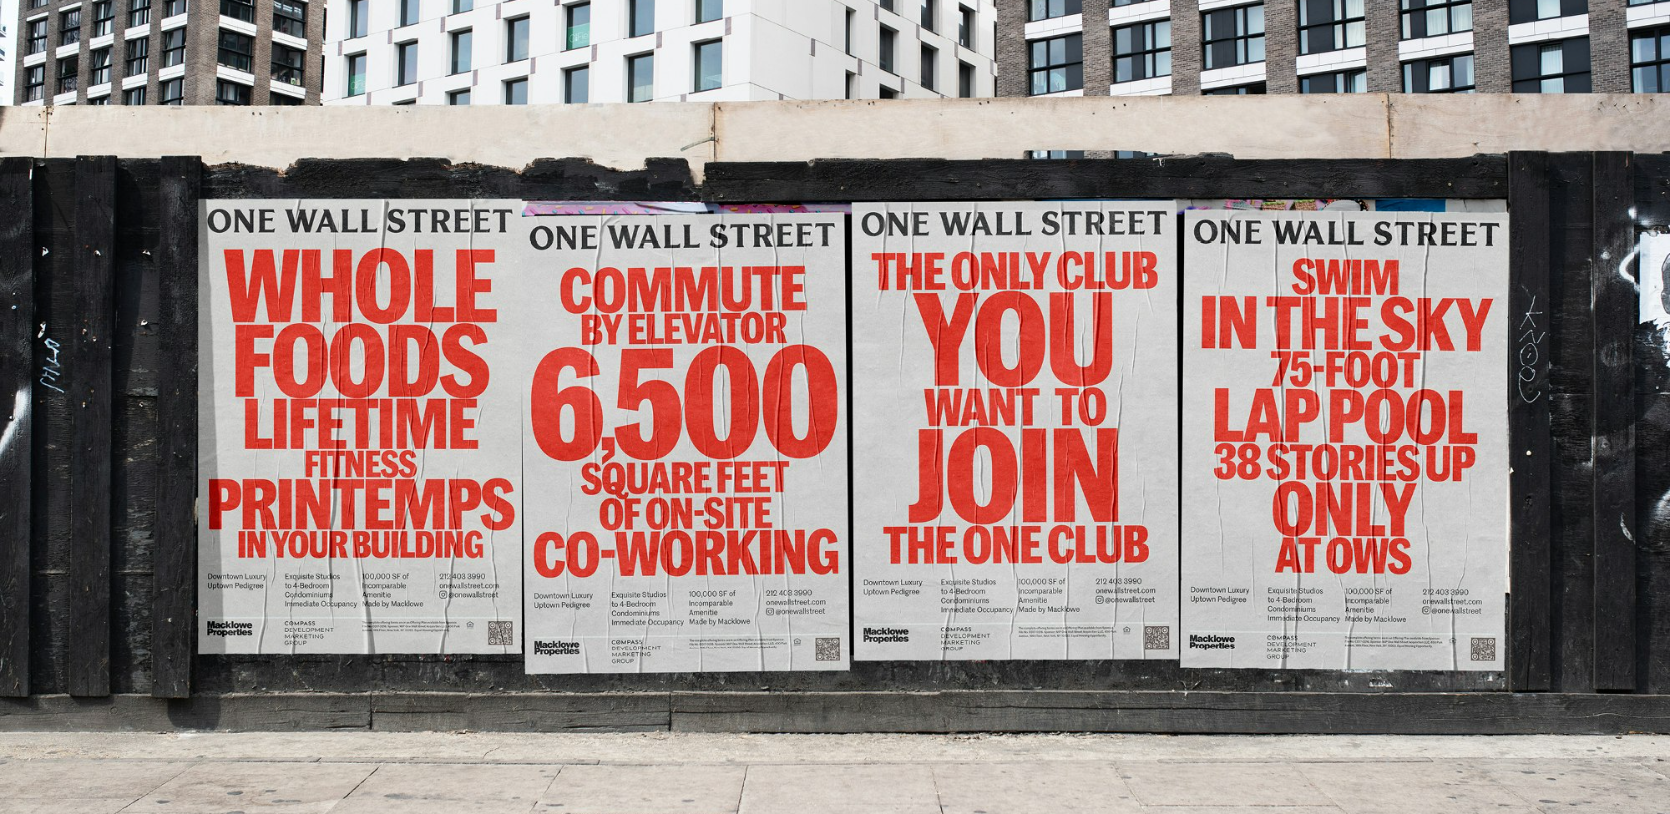 ONE WALL STREET
WHOLE
FOODS
LIFETIME
FITNESS
PRINTEMPS
IN YOUR BUILDING
Downtown Luxury
Uptown Pedigree
Exquisite Studios
to 4-Bedroom
Condominiums
Immediate Occupancy
100,000 SF of
Incomparable
Amenitie
Made by Macklowe
212 403 3990
onewallstreet.com
@onewallstreet
Macklowe
Properties
COMPASS
DEVELOPMENT
MARKETING
GROUP
ONE WALL STREET
COMMUTE
BY ELEVATOR
6,500
SQUARE FEET
OF ON-SITE
CO-WORKING
Downtown Luxury
Uptown Pedigree
Exquisite Studios
to 4-Bedroom
Condominiums
Immediate Occupancy
100,000 SF of
Incomparable
Amenitie
Made by Macklowe
212 403 3990
onewallstreet.com
@onewallstreet
Macklowe
Properties
COMPASS
DEVELOPMENT
MARKETING
GROUP
ONE WALL STREET
THE ONLY CLUB
YOU
WANT TO
JOIN
THE ONE CLUB
Downtown Luxury
Uptown Pedigree
Exquisite Studios
to 4-Bedroom
Condominiums
Immediate Occupancy
100,000 SF of
Incomparable
Amenitie
Made by Macklowe
212 403 3990
onewallstreet.com
@onewallstreet
Macklowe
Properties
COMPASS
DEVELOPMENT
MARKETING
GROUP
ONE WALL STREET
SWIM
IN THE SKY
75-FOOT
LAP POOL
38 STORIES UP
ONLY
AT OWS
Downtown Luxury
Uptown Pedigree
Exquisite Studios
to 4-Bedroom
Condominiums
Immediate Occupancy
100,000 SF of
Incomparable
Amenitie
Made by Macklowe
212 403 3990
onewallstreet.com
@onewallstreet
Macklowe
Properties
COMPASS
DEVELOPMENT
MARKETING
GROUP